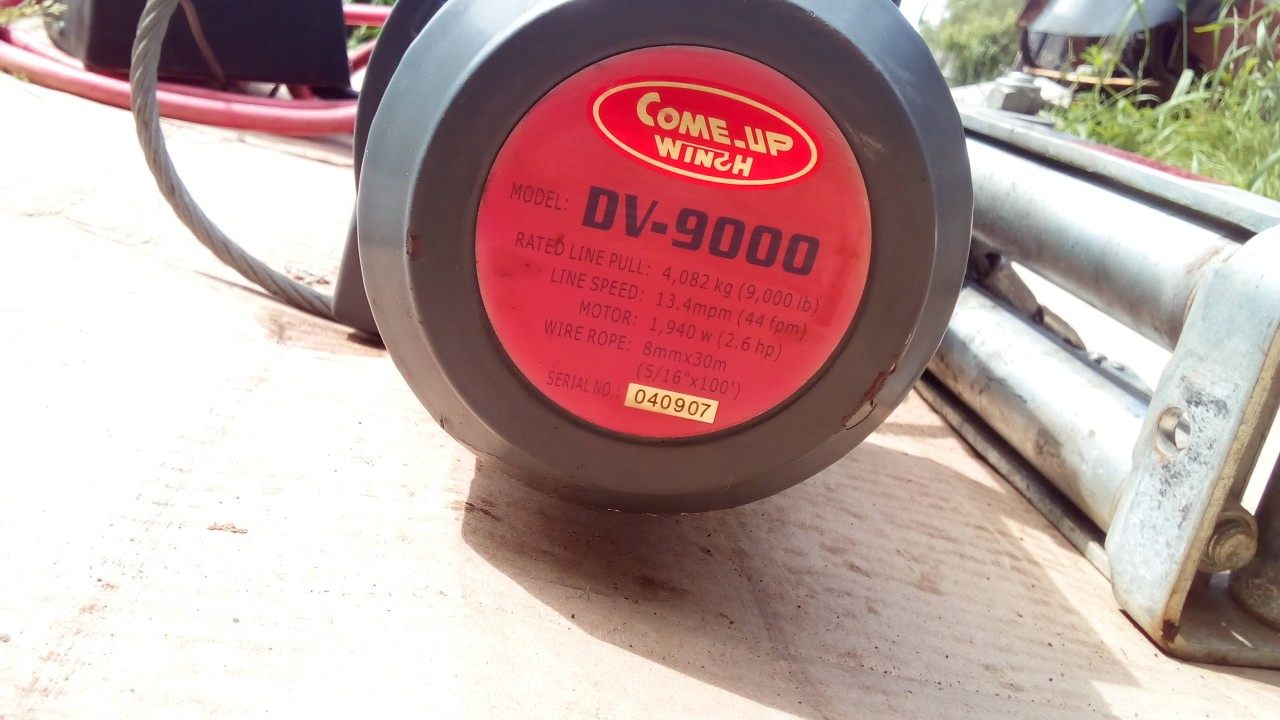 COME-UP
WINCH
MODEL: DV-9000
RATED LINE PULL: 4,082 kg (9,000 lb)
LINE SPEED: 13.4mpm (44 fpm)
MOTOR: 1,940 w (2.6 hp)
WIRE ROPE: 8mmx30m
(5/16"x100')
SERIAL NO.: 040907